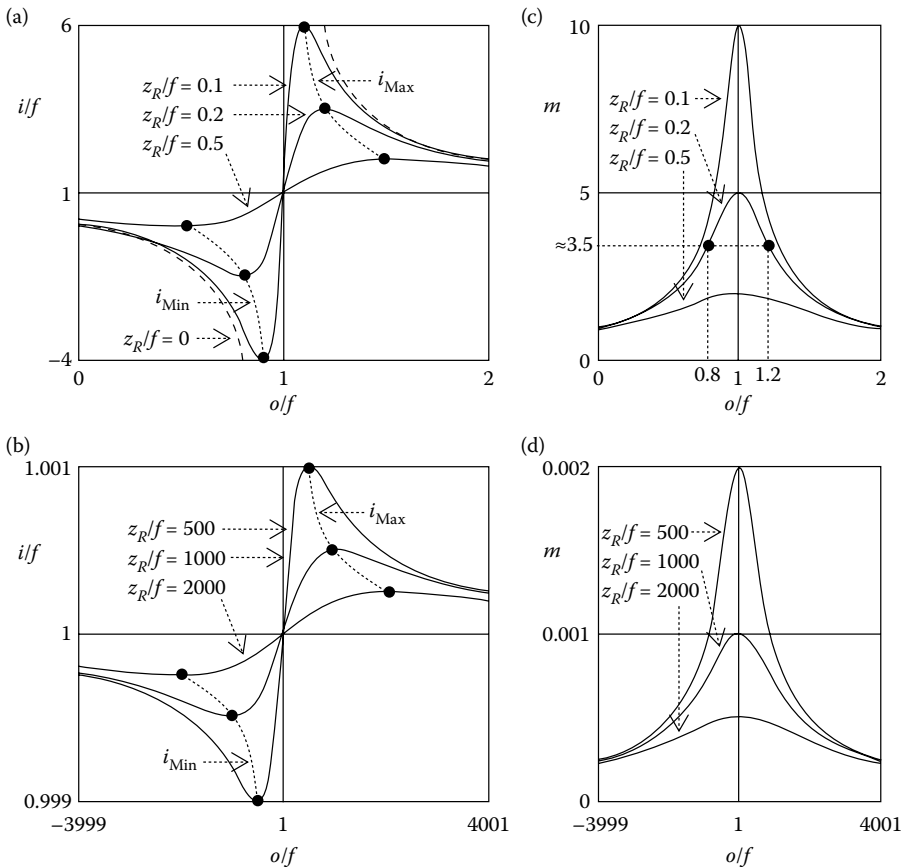 (a)
6
i/f
z_R/f = 0.1
z_R/f = 0.2
z_R/f = 0.5
i_Max
1
i_Min
z_R/f = 0
−4
0
1
2
o/f
(c)
10
m
z_R/f = 0.1
z_R/f = 0.2
z_R/f = 0.5
5
≈3.5
0
0.8
1.2
0
1
2
o/f
(b)
1.001
i/f
z_R/f = 500
z_R/f = 1000
z_R/f = 2000
i_Max
1
i_Min
0.999
−3999
1
4001
o/f
(d)
0.002
m
z_R/f = 500
z_R/f = 1000
z_R/f = 2000
0.001
0
−3999
1
4001
o/f